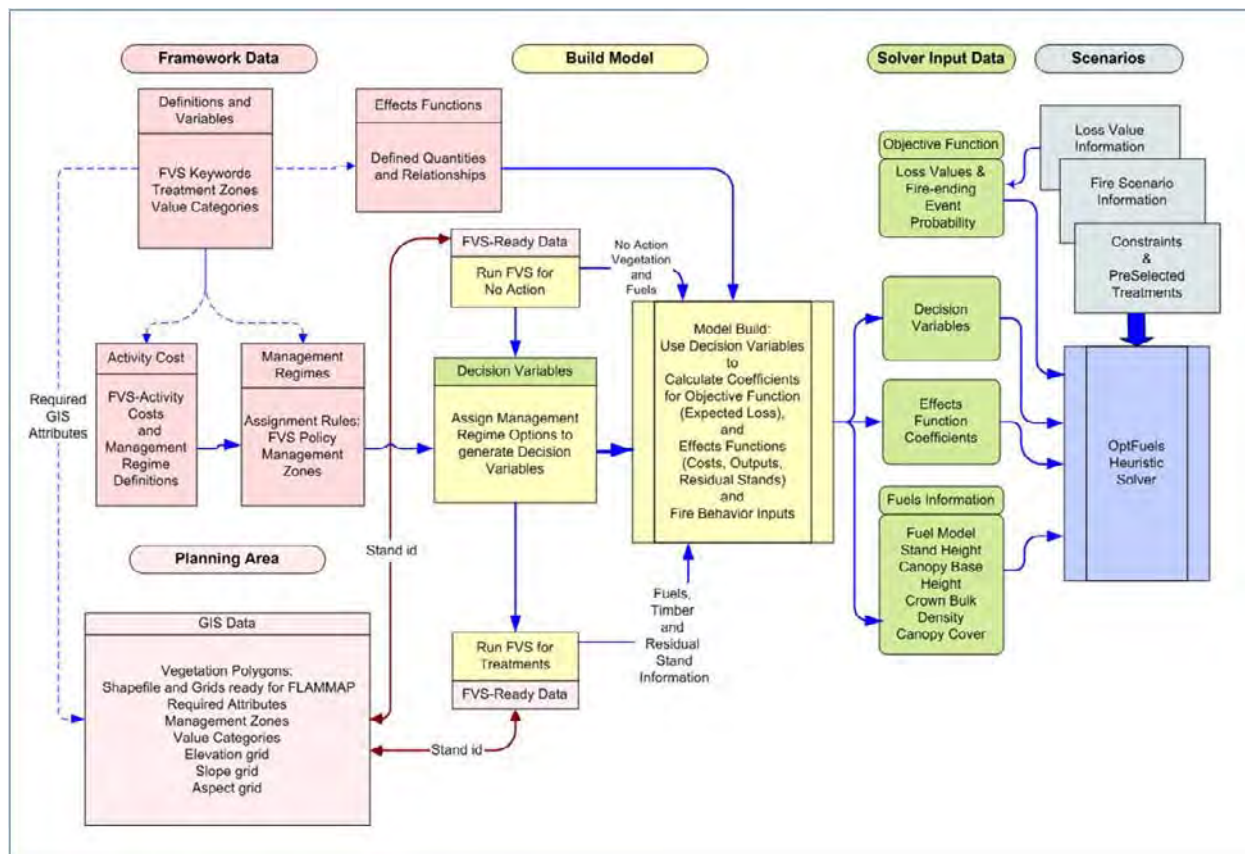 Framework Data
Build Model
Solver Input Data
Scenarios
Definitions and
Variables
FVS Keywords
Treatment Zones
Value Categories
Effects Functions
Defined Quantities
and Relationships
Objective Function
Loss Values &
Fire-ending
Event
Probability
Loss Value
Information
Fire Scenario
Information
Constraints
&
PreSelected
Treatments
FVS-Ready Data
Run FVS for
No Action
No Action
Vegetation
and
Fuels
Required
GIS
Attributes
Activity Cost
FVS-Activity
Costs
and
Management
Regime
Definitions
Management
Regimes
Assignment Rules:
FVS Policy
Management
Zones
Decision Variables
Assign Management
Regime Options to
generate Decision
Variables
Model Build:
Use Decision Variables
to
Calculate Coefficients
for Objective Function
(Expected Loss),
and
Effects Functions
(Costs, Outputs,
Residual Stands)
and
Fire Behavior Inputs
Decision
Variables
Effects
Function
Coefficients
OptFuels
Heuristic
Solver
Fuels Information
Fuel Model
Stand Height
Canopy Base
Height
Crown Bulk
Density
Canopy Cover
Planning Area
Stand id
GIS Data
Vegetation Polygons:
Shapefile and Grids ready for FLAMMAP
Required Attributes
Management Zones
Value Categories
Elevation grid
Slope grid
Aspect grid
Run FVS for
Treatments
FVS-Ready Data
Fuels,
Timber
and
Residual
Stand
Information
Stand id